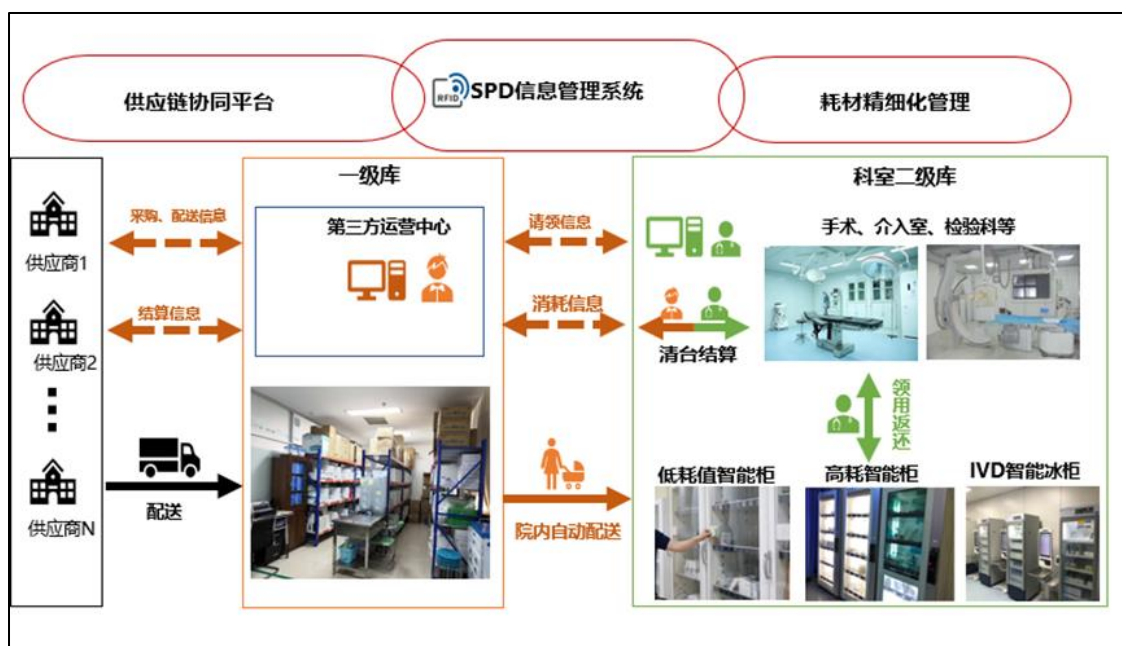 供应链协同平台
RFID
SPD信息管理系统
耗材精细化管理
供应商1
供应商2
供应商N
采购、配送信息
结算信息
配送
一级库
第三方运营中心
请领信息
消耗信息
院内自动配送
科室二级库
手术、介入室、检验科等
清台结算
领用返还
低耗值智能柜
高耗智能柜
IVD智能冰柜